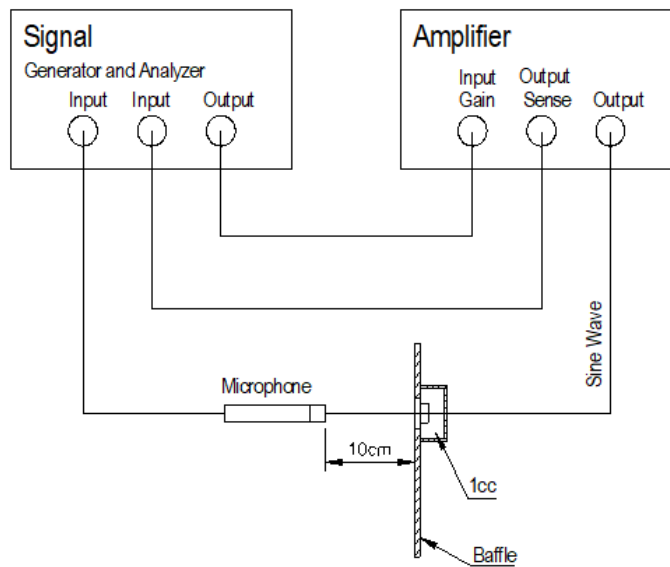 Signal
Generator and Analyzer
Input
Input
Output
Amplifier
Input
Gain
Output
Sense
Output
Sine Wave
Microphone
10cm
1cc
Baffle